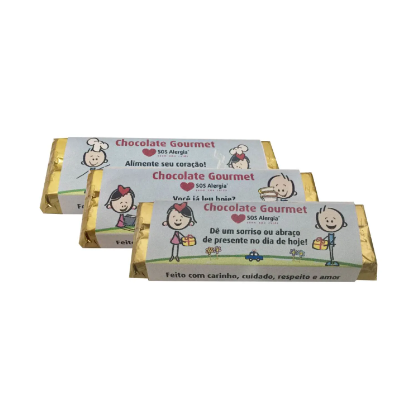 Chocolate Gourmet
SOS Alergia
Alimente seu coração!
Chocolate Gourmet
SOS Alergia
Você já leu hoje?
Feito
Chocolate Gourmet
SOS Alergia
Dê um sorriso ou abraço
de presente no dia de hoje!
Feito com carinho, cuidado, respeito e amor